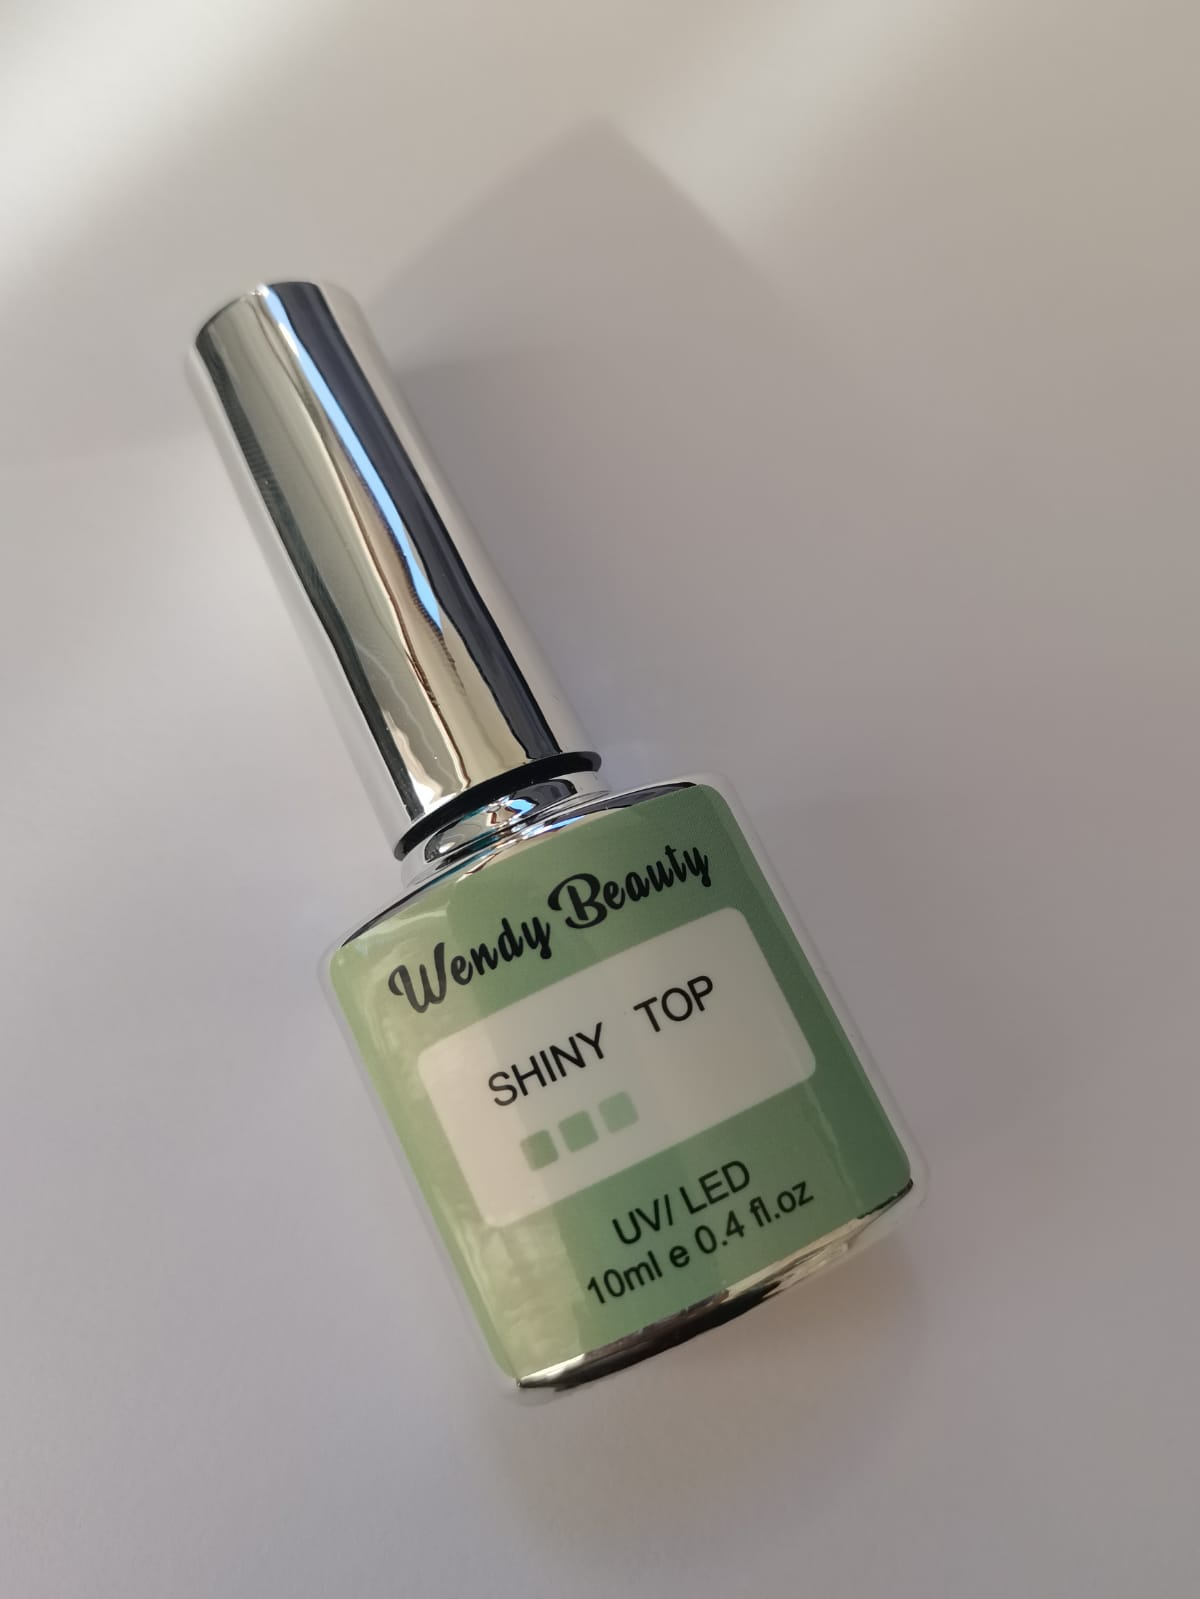 Wendy Beauty
SHINY TOP
UV/ LED
10ml e 0.4 fl.oz